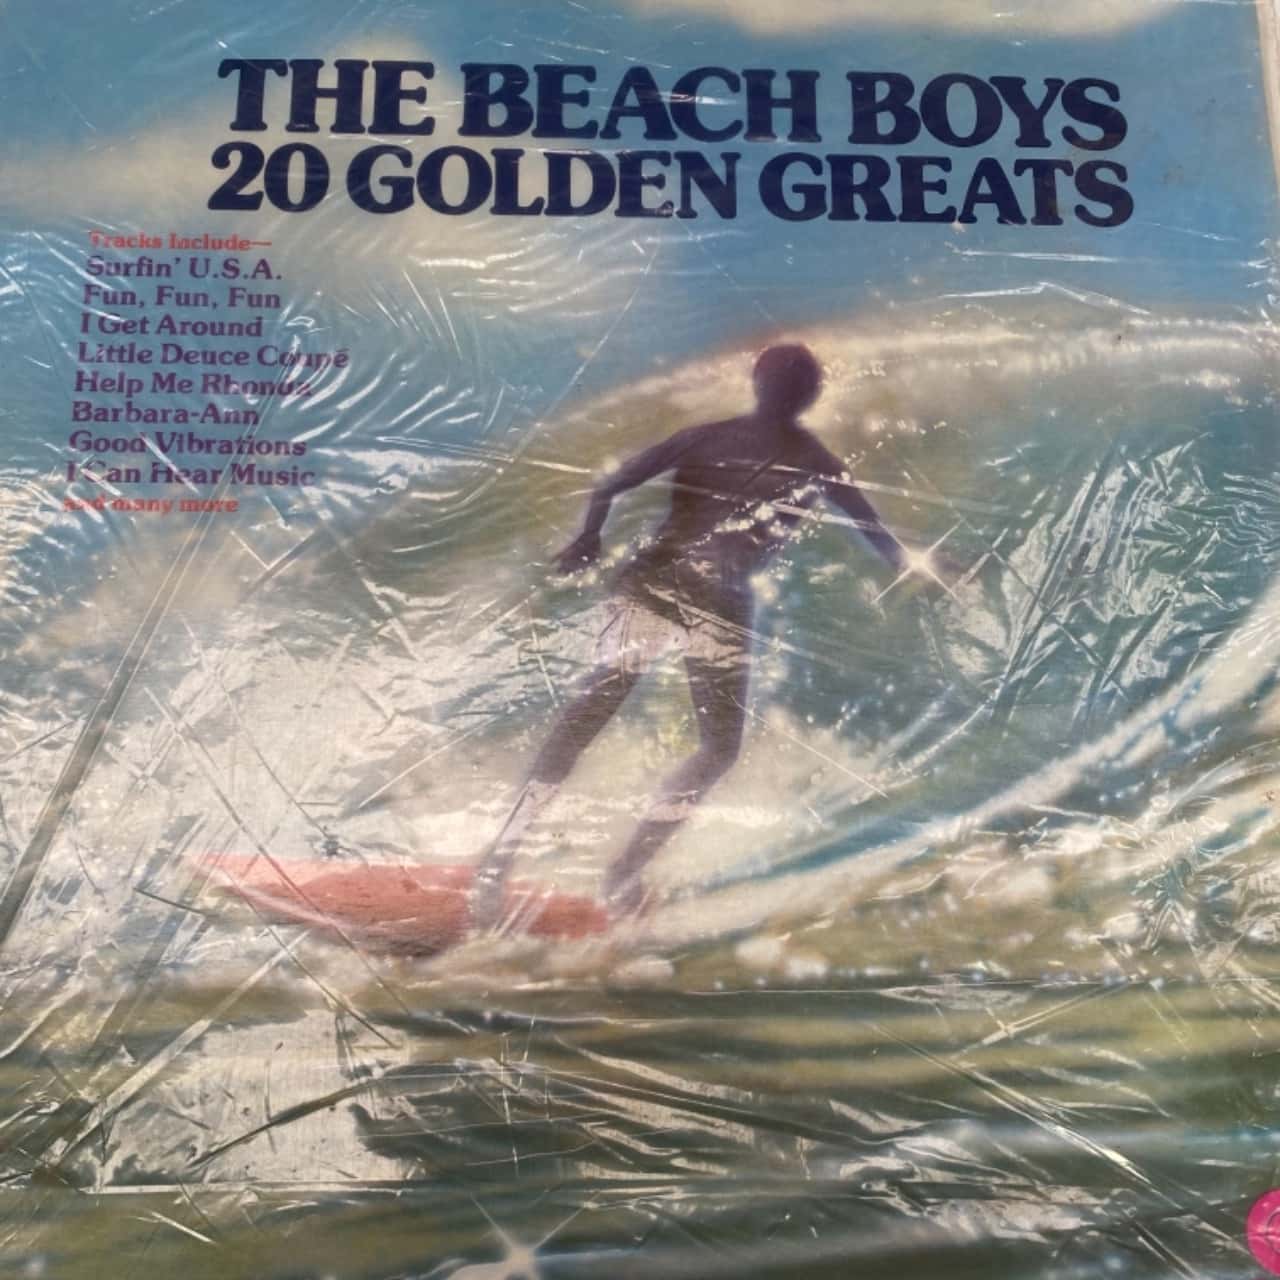 THE BEACH BOYS
20 GOLDEN GREATS
Tracks Include—
Surfin' U.S.A.
Fun, Fun, Fun
I Get Around
Little Deuce Coupé
Help Me Rhonda
Barbara-Ann
Good Vibrations
I Can Hear Music
and many more